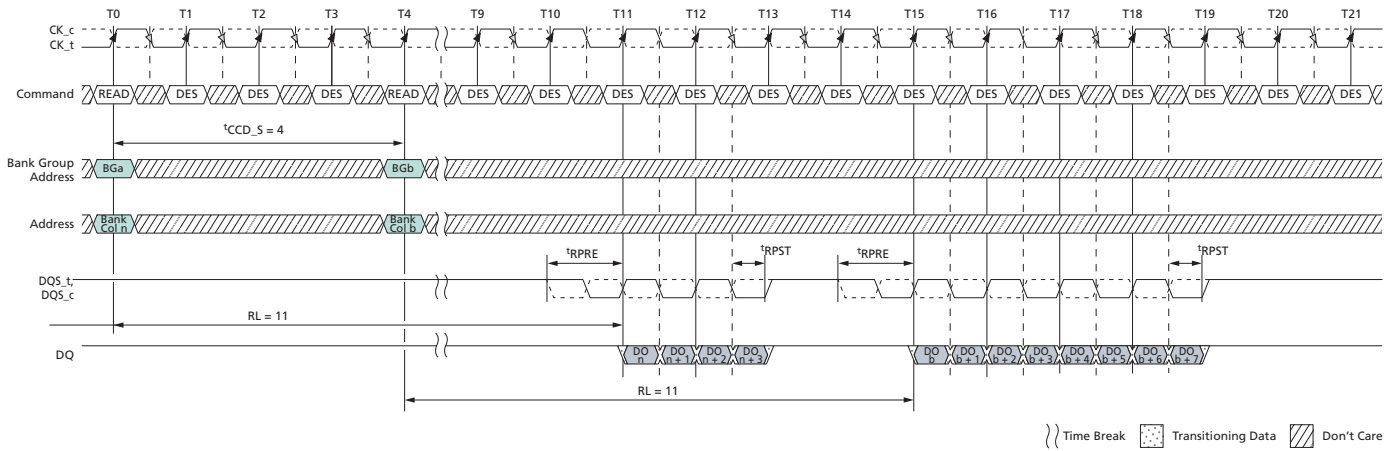 T0 T1 T2 T3 T4 T9 T10 T11 T12 T13 T14 T15 T16 T17 T18 T19 T20 T21
CK_c
CK_t
Command READ DES DES DES READ DES DES DES DES DES DES DES DES DES DES DES DES DES
tCCD_S = 4
Bank Group
Address
BGa BGb
Address
Bank
Col n
Bank
Col b
tRPRE tRPST tRPRE tRPST
DQS_t,
DQS_c
RL = 11
DQ
DO
n
DO
n + 1
DO
n + 2
DO
n + 3
DO
b
DO
b + 1
DO
b + 2
DO
b + 3
DO
b + 4
DO
b + 5
DO
b + 6
DO
b + 7
RL = 11
Time Break Transitioning Data Don't Care